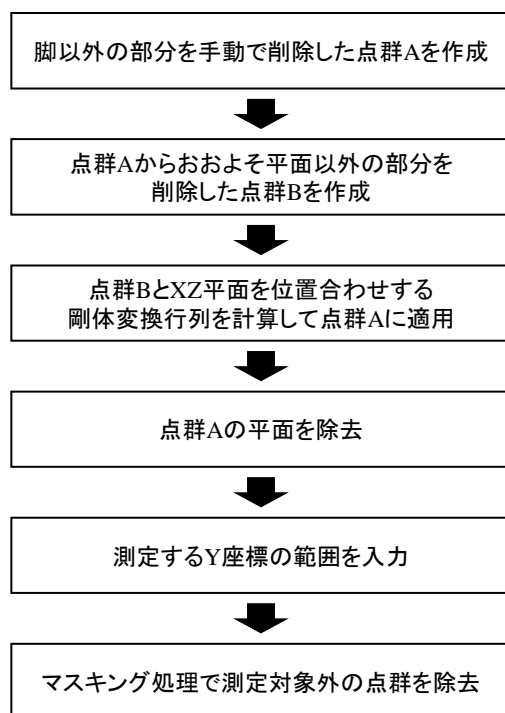 脚以外の部分を手動で削除した点群Aを作成
点群Aからおおよそ平面以外の部分を
削除した点群Bを作成
点群BとXZ平面を位置合わせする
剛体変換行列を計算して点群Aに適用
点群Aの平面を除去
測定するY座標の範囲を入力
マスキング処理で測定対象外の点群を除去